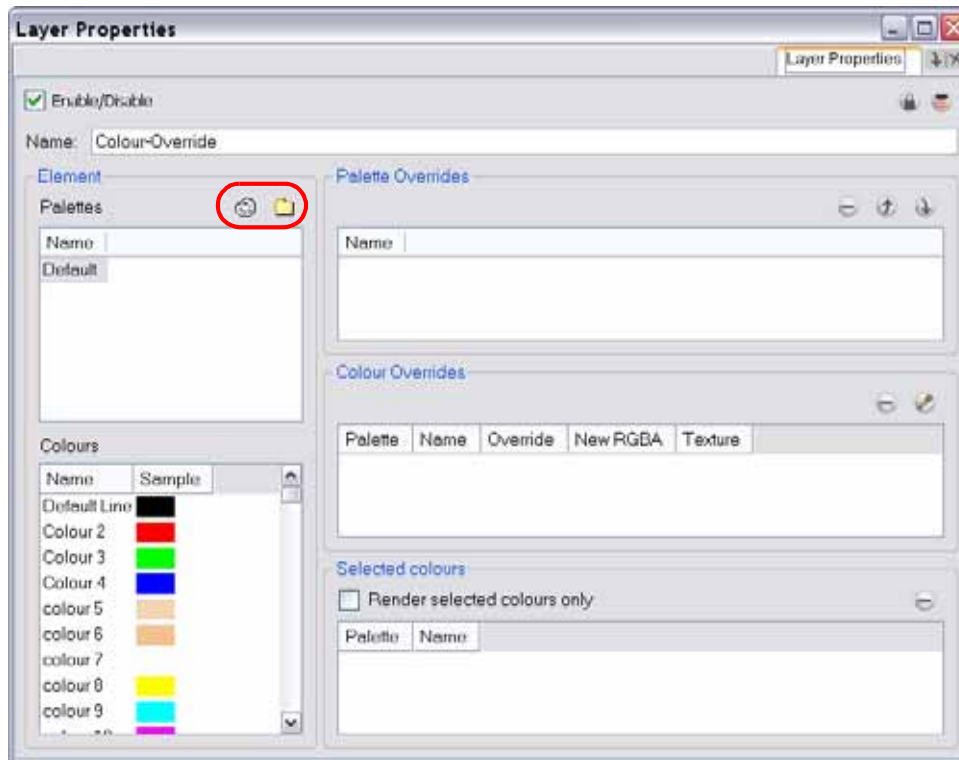 Layer Properties
Layer Properties
Enable/Disable
Name: Colour-Override
Element
Palettes
Name
Default
Colours
Name Sample
Default Line
Colour 2
Colour 3
Colour 4
colour 5
colour 6
colour 7
colour 8
colour 9
Palette Overrides
Name
Colour Overrides
Palette Name Override New RGBA Texture
Selected colours
Render selected colours only
Palette Name